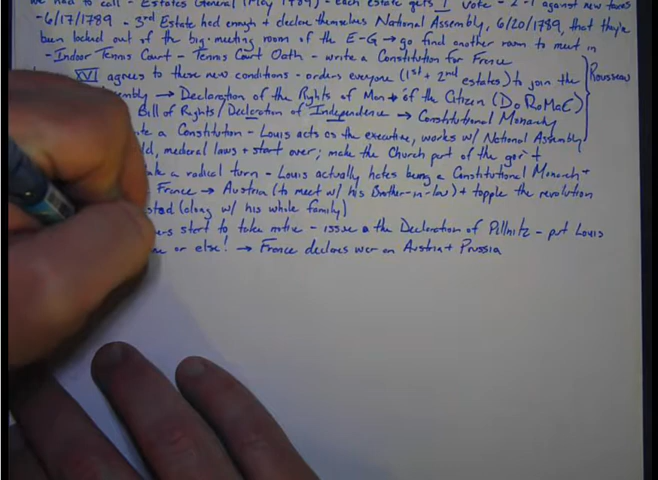 we had to call - Estates General (May 1789) - each estate gets 1 vote - 2-1 against new taxes
-6/17/1789 - 3rd Estate had enough + declare themselves National Assembly, 6/20/1789, that they'd
been locked out of the big meeting room of the E-G → go find another room to meet in
-Indoor Tennis Court - Tennis Court Oath - write a Constitution for France
XVI agrees to these new conditions - orders everyone (1st + 2nd estates) to join the
Rousseau
→ Declaration of the Rights of Man + of the Citizen (DoRoMaC)
Bill of Rights/Declaration of Independence → Constitutional Monarchy
a Constitution - Louis acts as the executive, works w/ National Assembly
medieval laws + start over; make the Church part of the gov't +
a radical turn - Louis actually hates being a Constitutional Monarch +
France → Austria (to meet w/ his Brother-in-law) + topple the revolution
(along w/ his whole family)
start to take notice - issue the Declaration of Pillnitz - put Louis
or else! → France declares war on Austria + Prussia